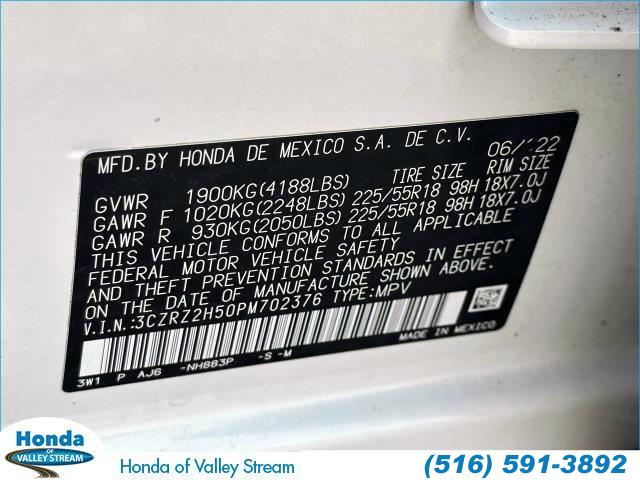 MFD.BY HONDA DE MEXICO S.A. DE C.V. 06/'22
GVWR 1900KG(4188LBS) TIRE SIZE RIM SIZE
GAWR F 1020KG(2248LBS) 225/55R18 98H 18X7.0J
GAWR R 930KG(2050LBS) 225/55R18 98H 18X7.0J
THIS VEHICLE CONFORMS TO ALL APPLICABLE
FEDERAL MOTOR VEHICLE SAFETY
AND THEFT PREVENTION STANDARDS IN EFFECT
ON THE DATE OF MANUFACTURE SHOWN ABOVE.
V.I.N.:3CZRZ2H50PM702376 TYPE:MPV
MADE IN MEXICO
3W1 P AJ6 -NH883P -S -M
Honda
OF
VALLEY STREAM
Honda of Valley Stream
(516) 591-3892